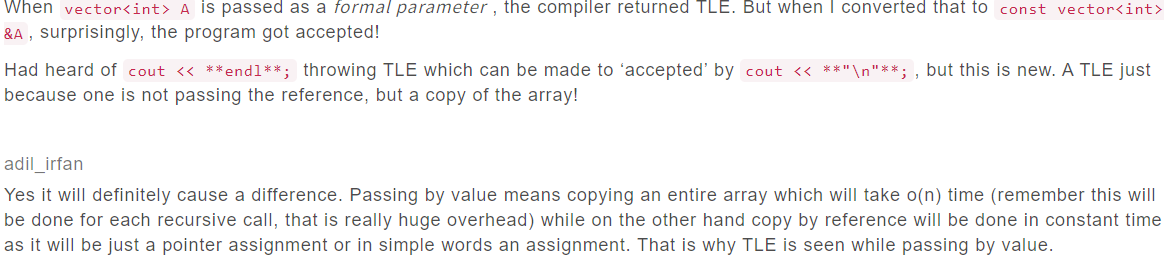 When vector<int> A is passed as a formal parameter , the compiler returned TLE. But when I converted that to const vector<int>
&A , surprisingly, the program got accepted!
Had heard of cout << **endl**; throwing TLE which can be made to ‘accepted’ by cout << **"\n"**; , but this is new. A TLE just
because one is not passing the reference, but a copy of the array!
adil_irfan
Yes it will definitely cause a difference. Passing by value means copying an entire array which will take o(n) time (remember this will
be done for each recursive call, that is really huge overhead) while on the other hand copy by reference will be done in constant time
as it will be just a pointer assignment or in simple words an assignment. That is why TLE is seen while passing by value.